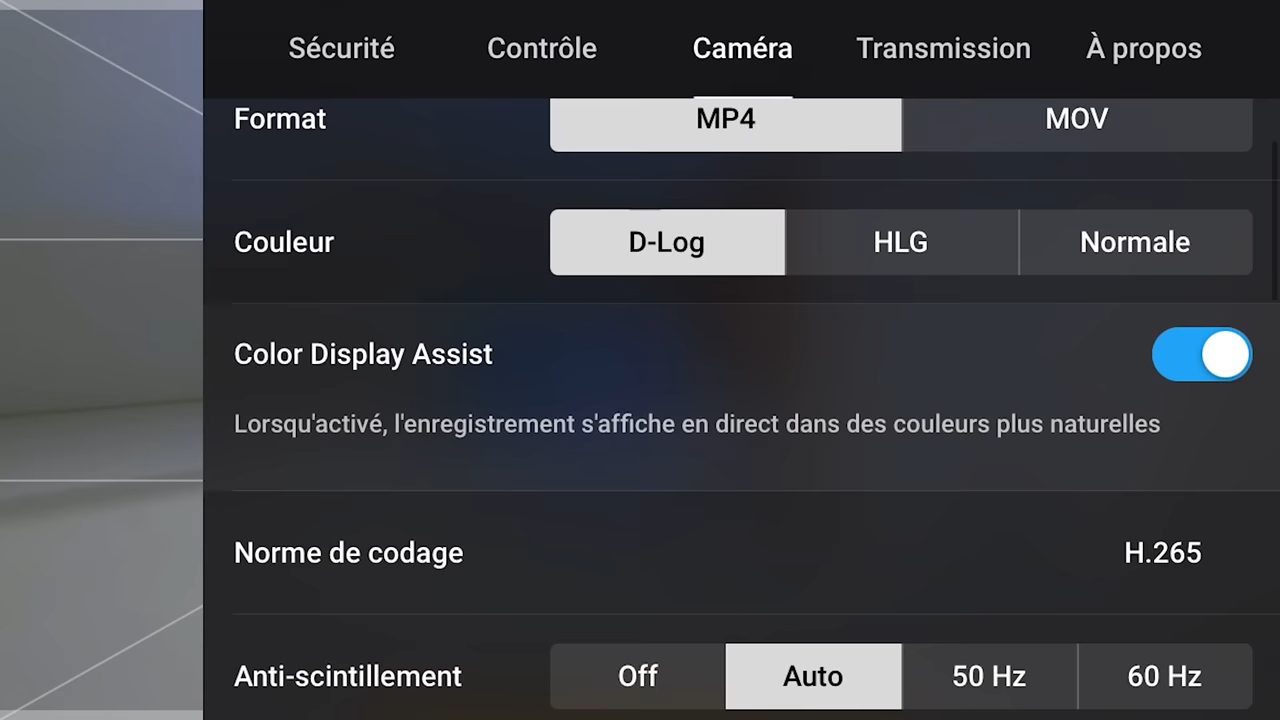 Sécurité Contrôle Caméra Transmission À propos
Format MP4 MOV
Couleur D-Log HLG Normale
Color Display Assist
Lorsqu'activé, l'enregistrement s'affiche en direct dans des couleurs plus naturelles
Norme de codage H.265
Anti-scintillement Off Auto 50 Hz 60 Hz